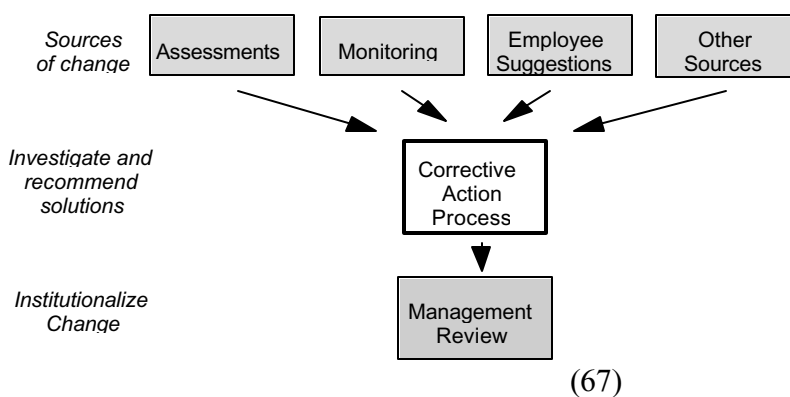 Sources
of change
Assessments
Monitoring
Employee
Suggestions
Other
Sources
Investigate and
recommend
solutions
Corrective
Action
Process
Institutionalize
Change
Management
Review
(67)